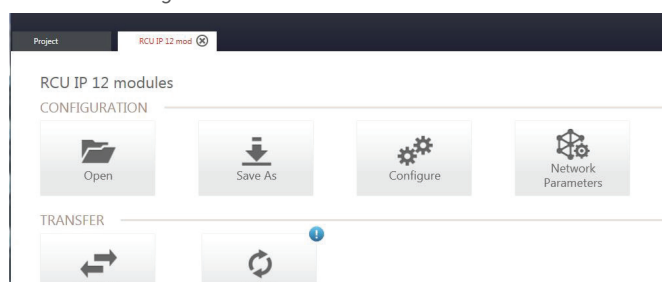 Project RCU IP 12 mod
RCU IP 12 modules
CONFIGURATION
Open Save As Configure Network
Parameters
TRANSFER